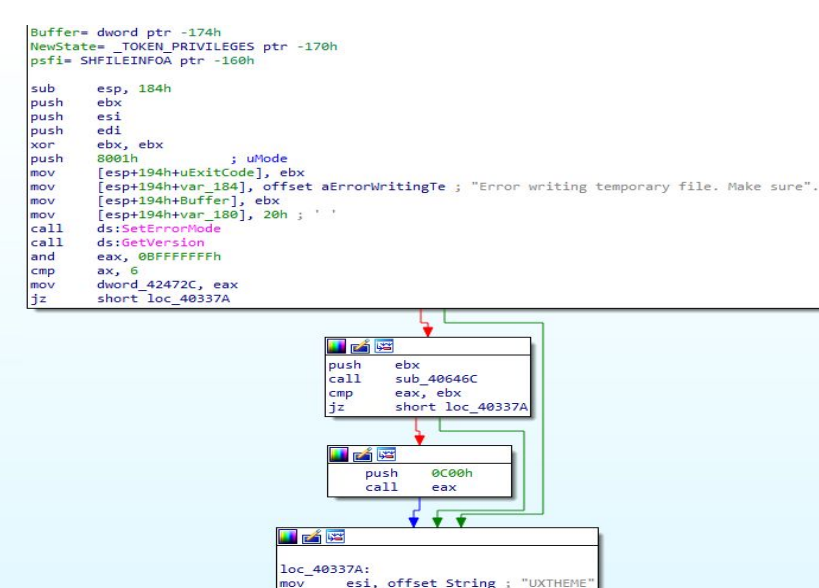 Buffer= dword ptr -174h
NewState= _TOKEN_PRIVILEGES ptr -170h
psfi= SHFILEINFOA ptr -160h
sub esp, 184h
push ebx
push esi
push edi
xor ebx, ebx
push 8001h ; uMode
mov [esp+194h+uExitCode], ebx
mov [esp+194h+var_184], offset aErrorWritingTe ; "Error writing temporary file. Make sure".
mov [esp+194h+Buffer], ebx
mov [esp+194h+var_180], 20h ; ' '
call ds:SetErrorMode
call ds:GetVersion
and eax, 0BFFFFFFFh
cmp ax, 6
mov dword_42472C, eax
jz short loc_40337A
push ebx
call sub_40646C
cmp eax, ebx
jz short loc_40337A
push 0C00h
call eax
loc_40337A:
mov esi, offset String ; "UXTHEME"